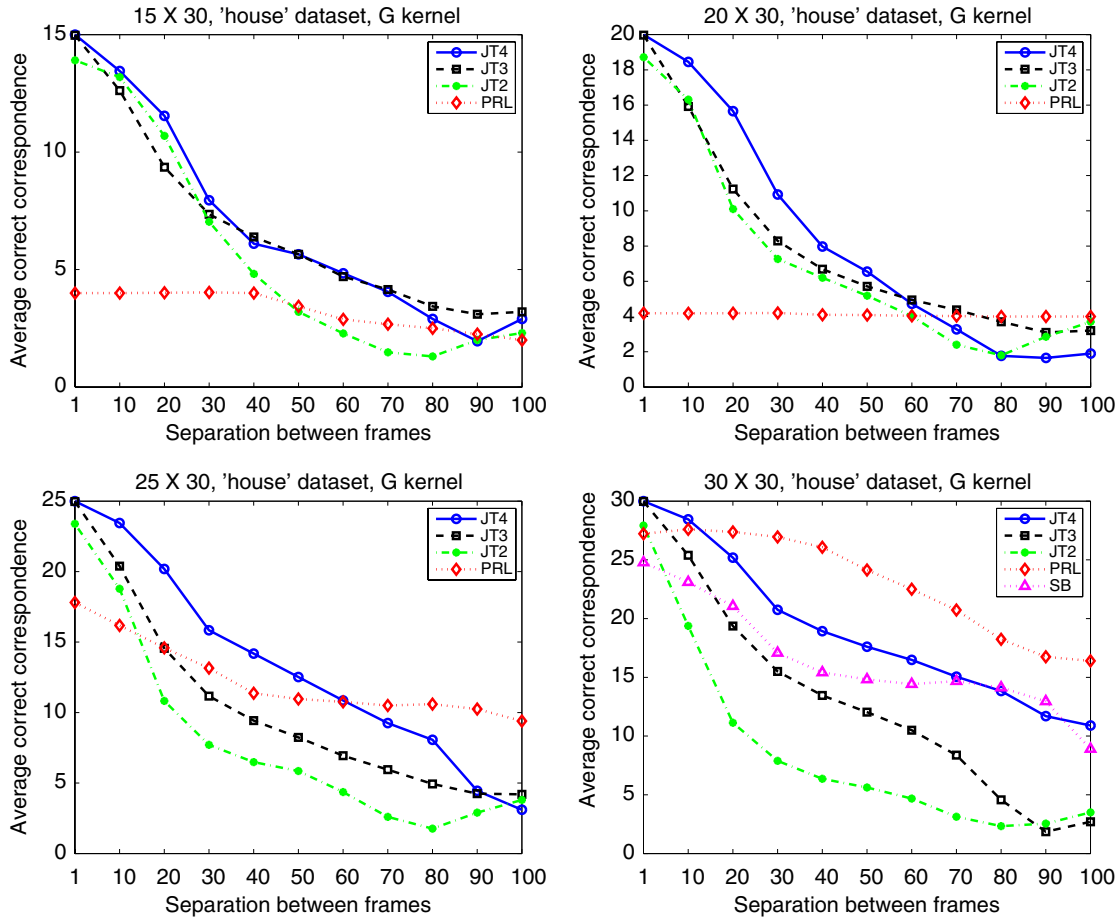 15 X 30, 'house' dataset, G kernel
Average correct correspondence
15
10
5
0
JT4
JT3
JT2
PRL
1 10 20 30 40 50 60 70 80 90 100
Separation between frames
20 X 30, 'house' dataset, G kernel
Average correct correspondence
20
18
16
14
12
10
8
6
4
2
0
JT4
JT3
JT2
PRL
1 10 20 30 40 50 60 70 80 90 100
Separation between frames
25 X 30, 'house' dataset, G kernel
Average correct correspondence
25
20
15
10
5
0
JT4
JT3
JT2
PRL
1 10 20 30 40 50 60 70 80 90 100
Separation between frames
30 X 30, 'house' dataset, G kernel
Average correct correspondence
30
25
20
15
10
5
0
JT4
JT3
JT2
PRL
SB
1 10 20 30 40 50 60 70 80 90 100
Separation between frames